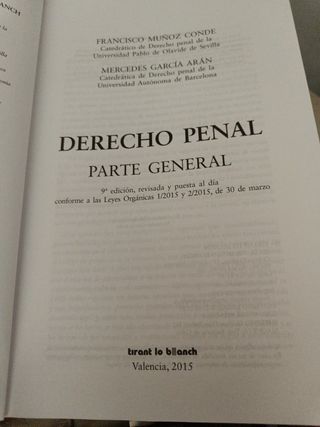 FRANCISCO MUÑOZ CONDE
Catedrático de Derecho penal de la
Universidad Pablo de Olavide de Sevilla
MERCEDES GARCÍA ARÁN
Catedrática de Derecho penal de la
Universidad Autónoma de Barcelona
DERECHO PENAL
PARTE GENERAL
9ª edición, revisada y puesta al día
conforme a las Leyes Orgánicas 1/2015 y 2/2015, de 30 de marzo
tirant lo blanch
Valencia, 2015